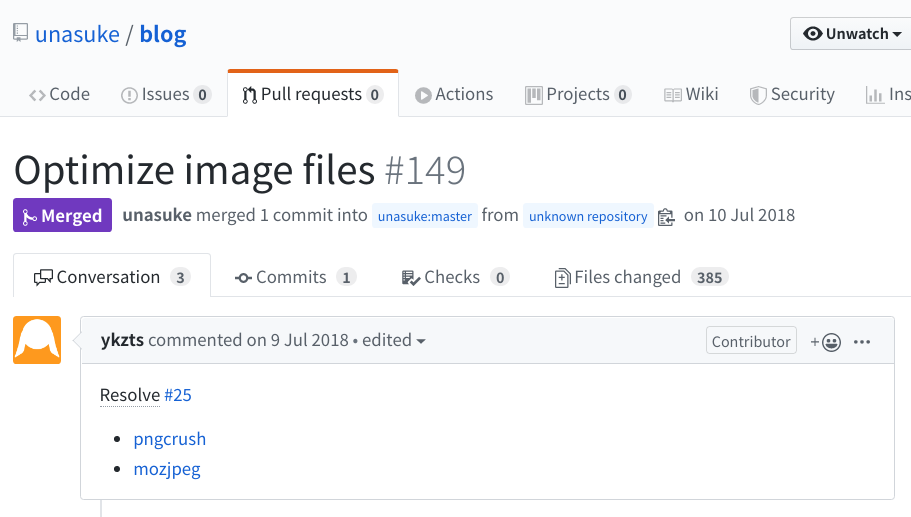 unasuke / blog
Unwatch
Code Issues 0 Pull requests 0 Actions Projects 0 Wiki Security
Optimize image files #149
Merged unasuke merged 1 commit into unasuke:master from unknown repository on 10 Jul 2018
Conversation 3 Commits 1 Checks 0 Files changed 385
ykzts commented on 9 Jul 2018 • edited Contributor
Resolve #25
• pngcrush
• mozjpeg